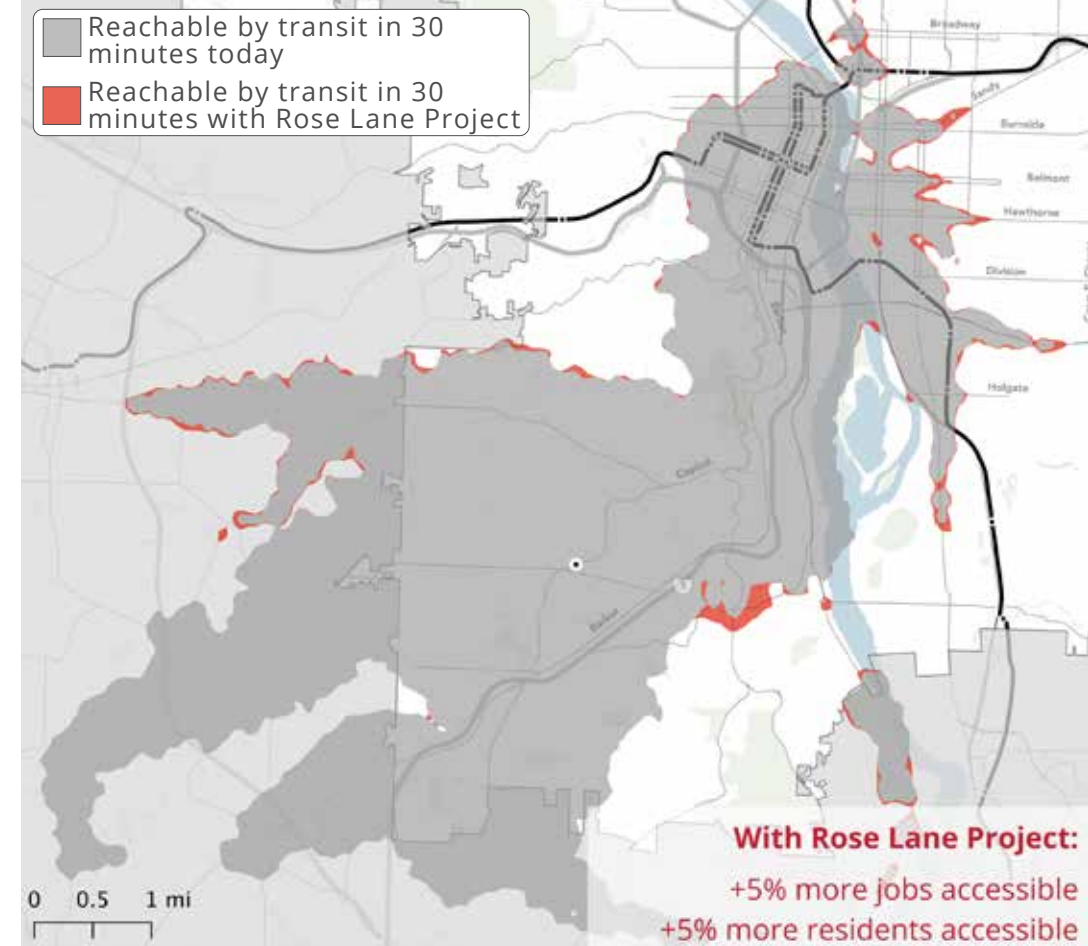 Reachable by transit in 30
minutes today
Reachable by transit in 30
minutes with Rose Lane Project
Broadway
Sandy
Burnside
Belmont
Hawthorne
Division
Holgate
Capitol
Barbur
With Rose Lane Project:
+5% more jobs accessible
+5% more residents accessible
0 0.5 1 mi